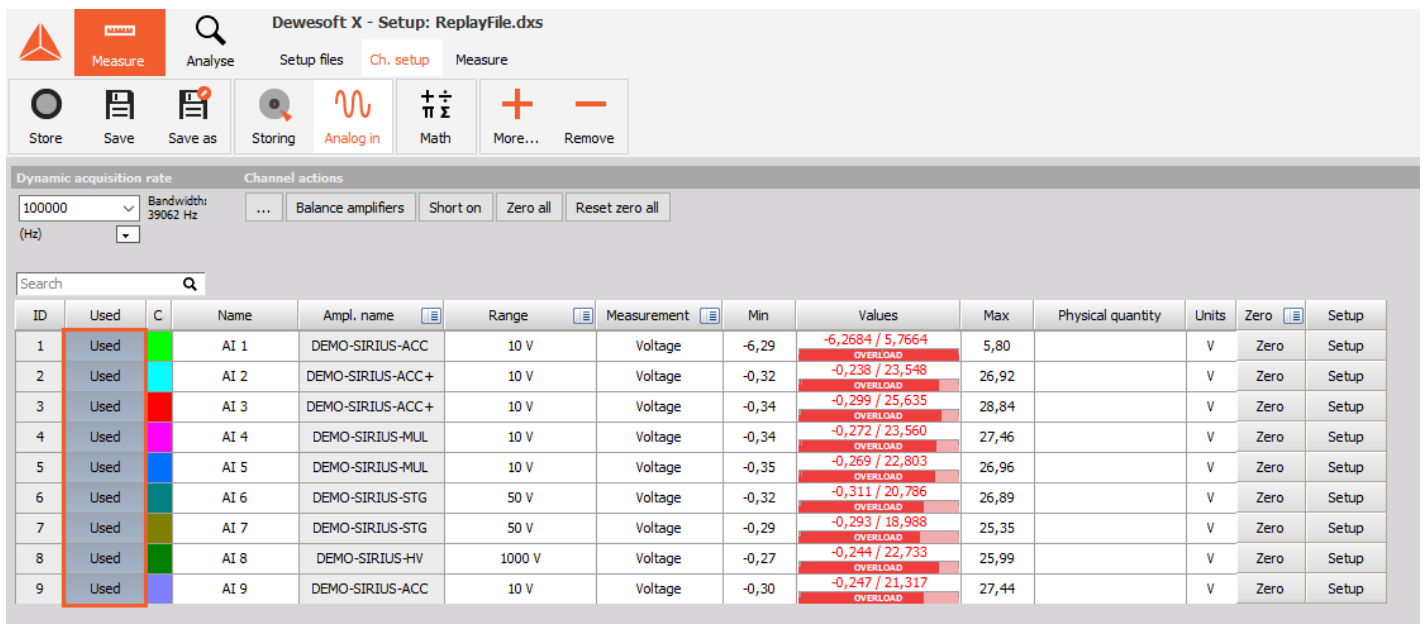 Dewesoft X - Setup: ReplayFile.dxs
Measure Analyse Setup files Ch. setup Measure
Store Save Save as Storing Analog in Math More... Remove
Dynamic acquisition rate Channel actions
100000 Bandwidth: ... Balance amplifiers Short on Zero all Reset zero all
39062 Hz
(Hz)
Search
ID Used C Name Ampl. name Range Measurement Min Values Max Physical quantity Units Zero Setup
1 Used AI 1 DEMO-SIRIUS-ACC 10 V Voltage -6,29 -6,2684 / 5,7664 5,80 V Zero Setup
OVERLOAD
2 Used AI 2 DEMO-SIRIUS-ACC+ 10 V Voltage -0,32 -0,238 / 23,548 26,92 V Zero Setup
OVERLOAD
3 Used AI 3 DEMO-SIRIUS-ACC+ 10 V Voltage -0,34 -0,299 / 25,635 28,84 V Zero Setup
OVERLOAD
4 Used AI 4 DEMO-SIRIUS-MUL 10 V Voltage -0,34 -0,272 / 23,560 27,46 V Zero Setup
OVERLOAD
5 Used AI 5 DEMO-SIRIUS-MUL 10 V Voltage -0,35 -0,269 / 22,803 26,96 V Zero Setup
OVERLOAD
6 Used AI 6 DEMO-SIRIUS-STG 50 V Voltage -0,32 -0,311 / 20,786 26,89 V Zero Setup
OVERLOAD
7 Used AI 7 DEMO-SIRIUS-STG 50 V Voltage -0,29 -0,293 / 18,988 25,35 V Zero Setup
OVERLOAD
8 Used AI 8 DEMO-SIRIUS-HV 1000 V Voltage -0,27 -0,244 / 22,733 25,99 V Zero Setup
OVERLOAD
9 Used AI 9 DEMO-SIRIUS-ACC 10 V Voltage -0,30 -0,247 / 21,317 27,44 V Zero Setup
OVERLOAD